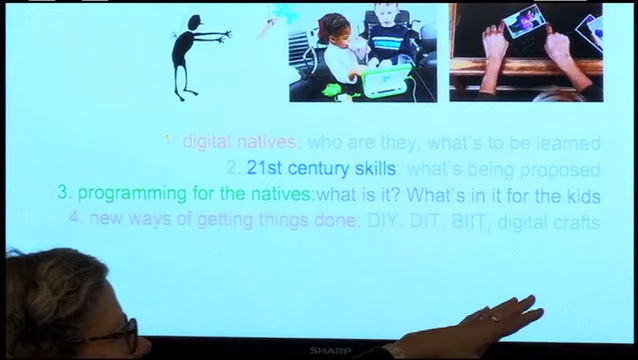 1. digital natives: who are they, what's to be learned
2. 21st century skills: what's being proposed
3. programming for the natives:what is it? What's in it for the kids
4. new ways of getting things done: DIY, DIT. BIIT, digital crafts
SHARP